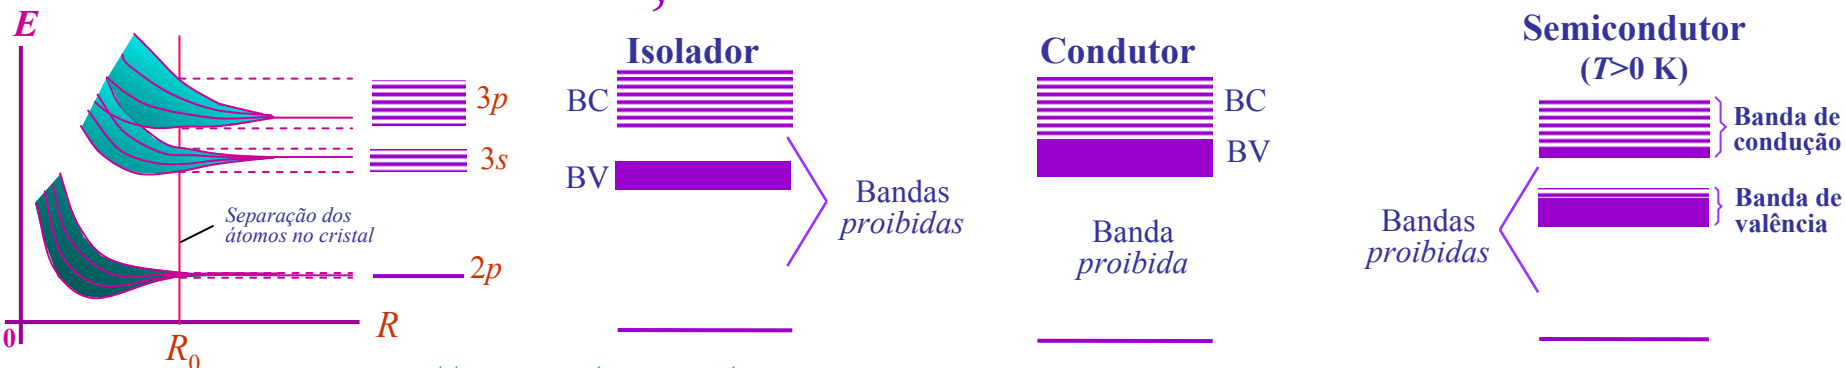 E
3p
3s
Separação dos
átomos no cristal
2p
0
R
R0
Isolador
BC
BV
Bandas
proibidas
Condutor
BC
BV
Banda
proibida
Semicondutor
(T>0 K)
Banda de
condução
Banda de
valência
Bandas
proibidas